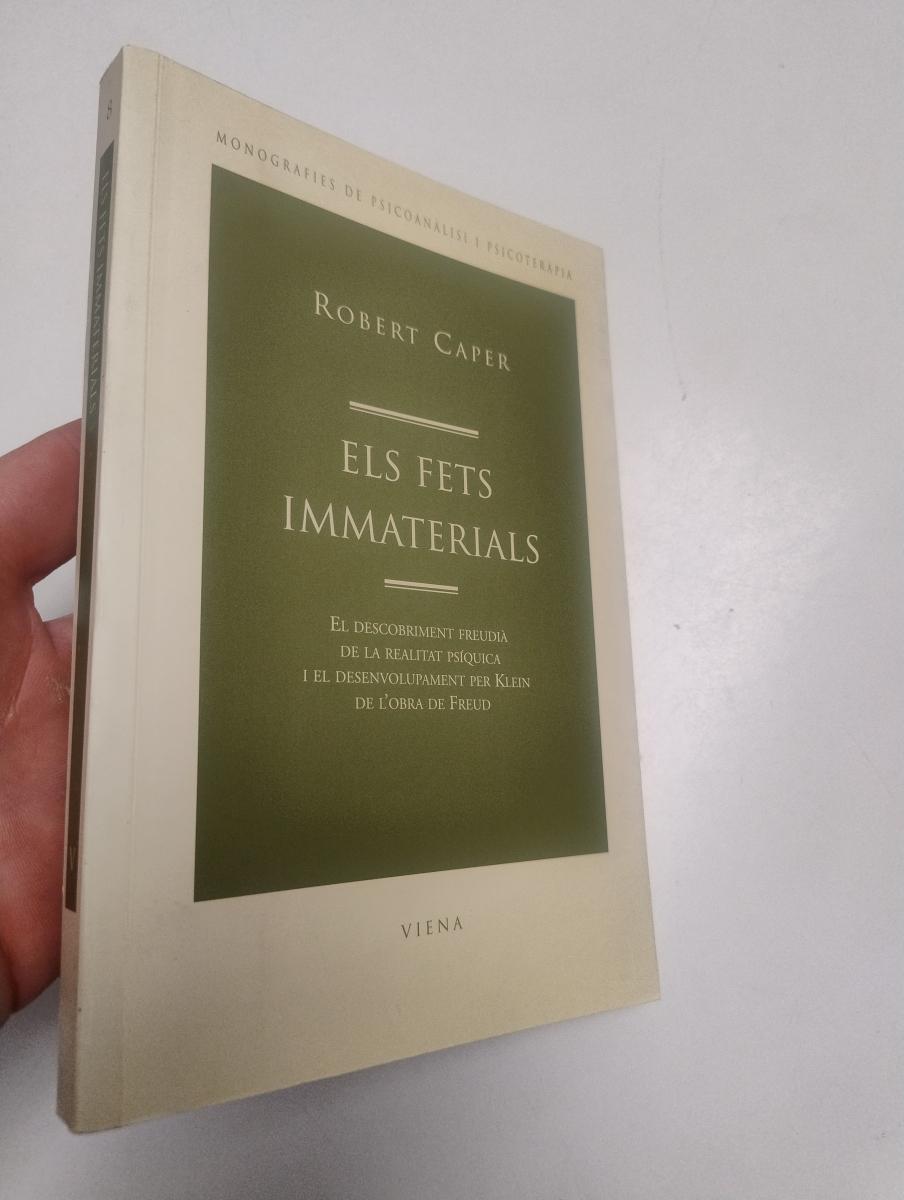 8
ELS FETS IMMATERIALS
V
MONOGRAFIES DE PSICOANÀLISI I PSICOTERÀPIA
ROBERT CAPER
ELS FETS
IMMATERIALS
EL DESCOBRIMENT FREUDIÀ
DE LA REALITAT PSÍQUICA
I EL DESENVOLUPAMENT PER KLEIN
DE L'OBRA DE FREUD
VIENA